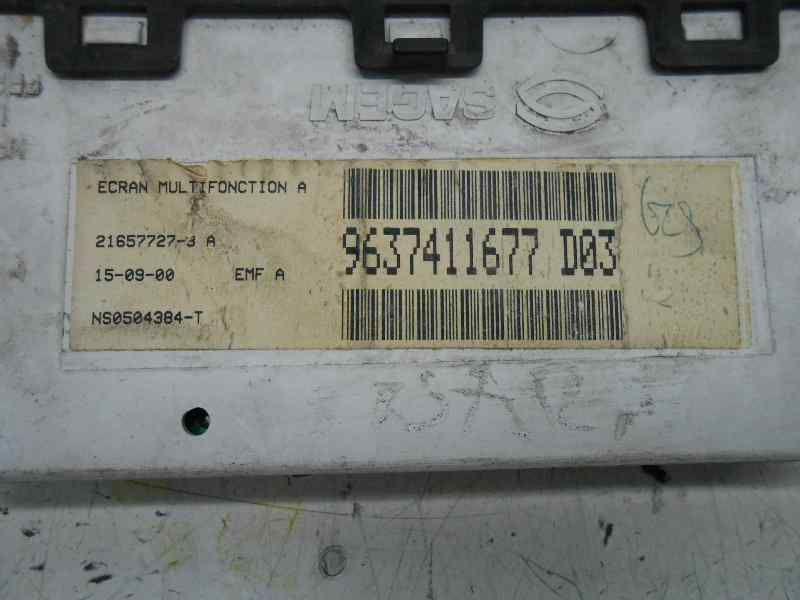 SAGEM
ECRAN MULTIFONCTION A
21657727-3 A
15-09-00 EMF A
NS0504384-T
9637411677 D03